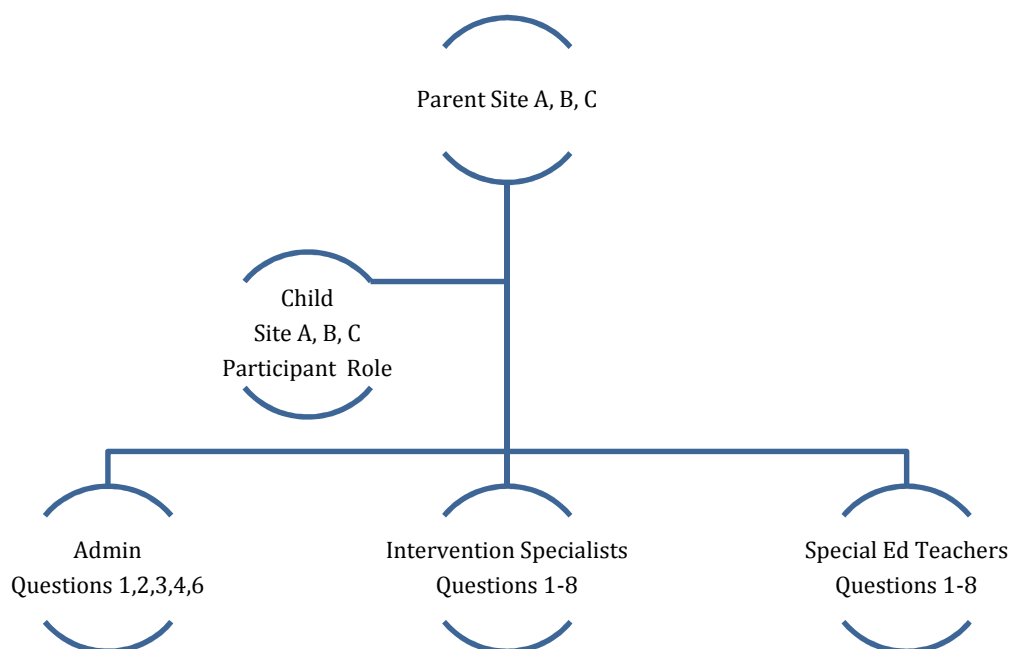 Parent Site A, B, C
Child
Site A, B, C
Participant Role
Admin
Questions 1,2,3,4,6
Intervention Specialists
Questions 1-8
Special Ed Teachers
Questions 1-8